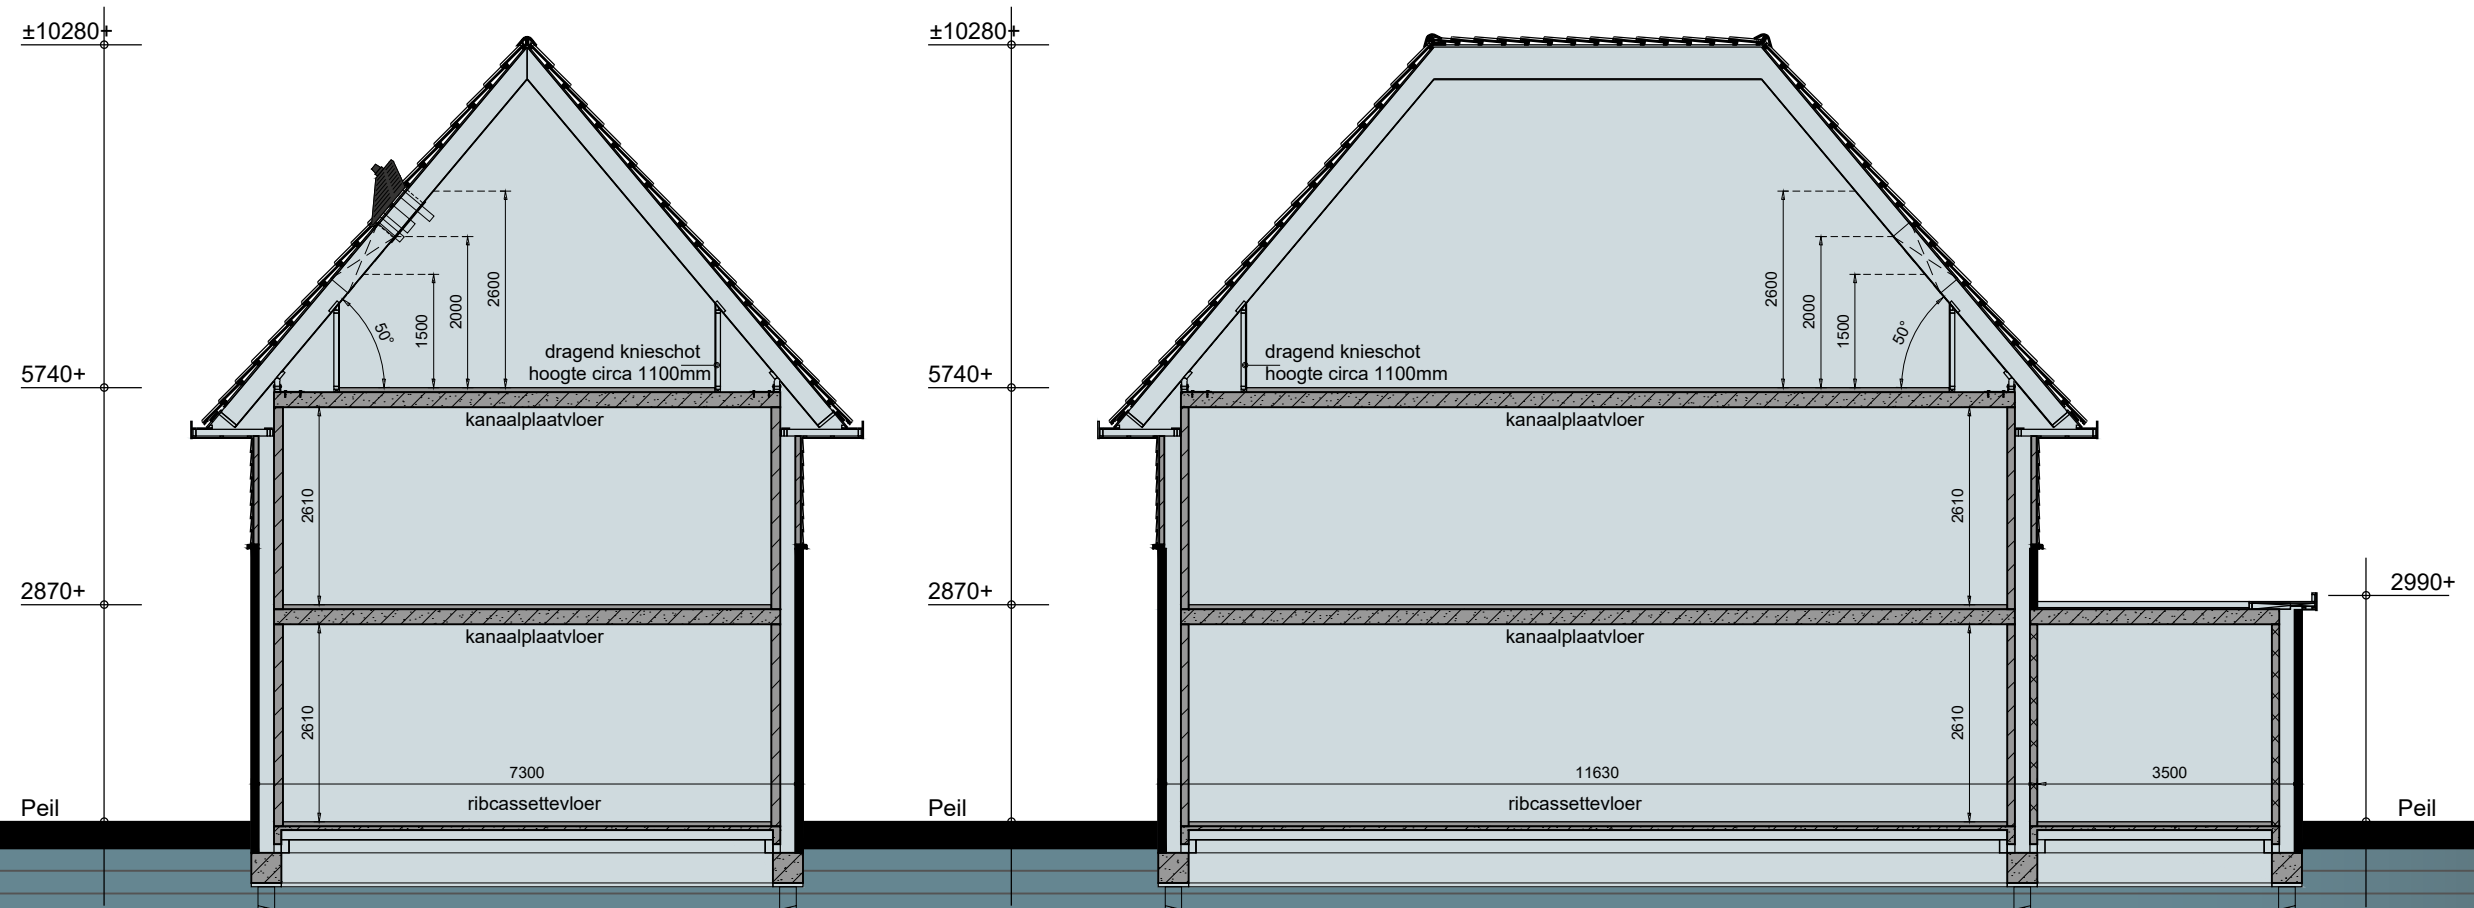 ±10280+
5740+
2870+
Peil
2600
2000
1500
50°
dragend knieschot
hoogte circa 1100mm
kanaalplaatvloer
2610
kanaalplaatvloer
2610
7300
ribcassettevloer
±10280+
5740+
2870+
Peil
2600
2000
1500
50°
dragend knieschot
hoogte circa 1100mm
kanaalplaatvloer
2610
kanaalplaatvloer
2610
11630
3500
ribcassettevloer
2990+
Peil